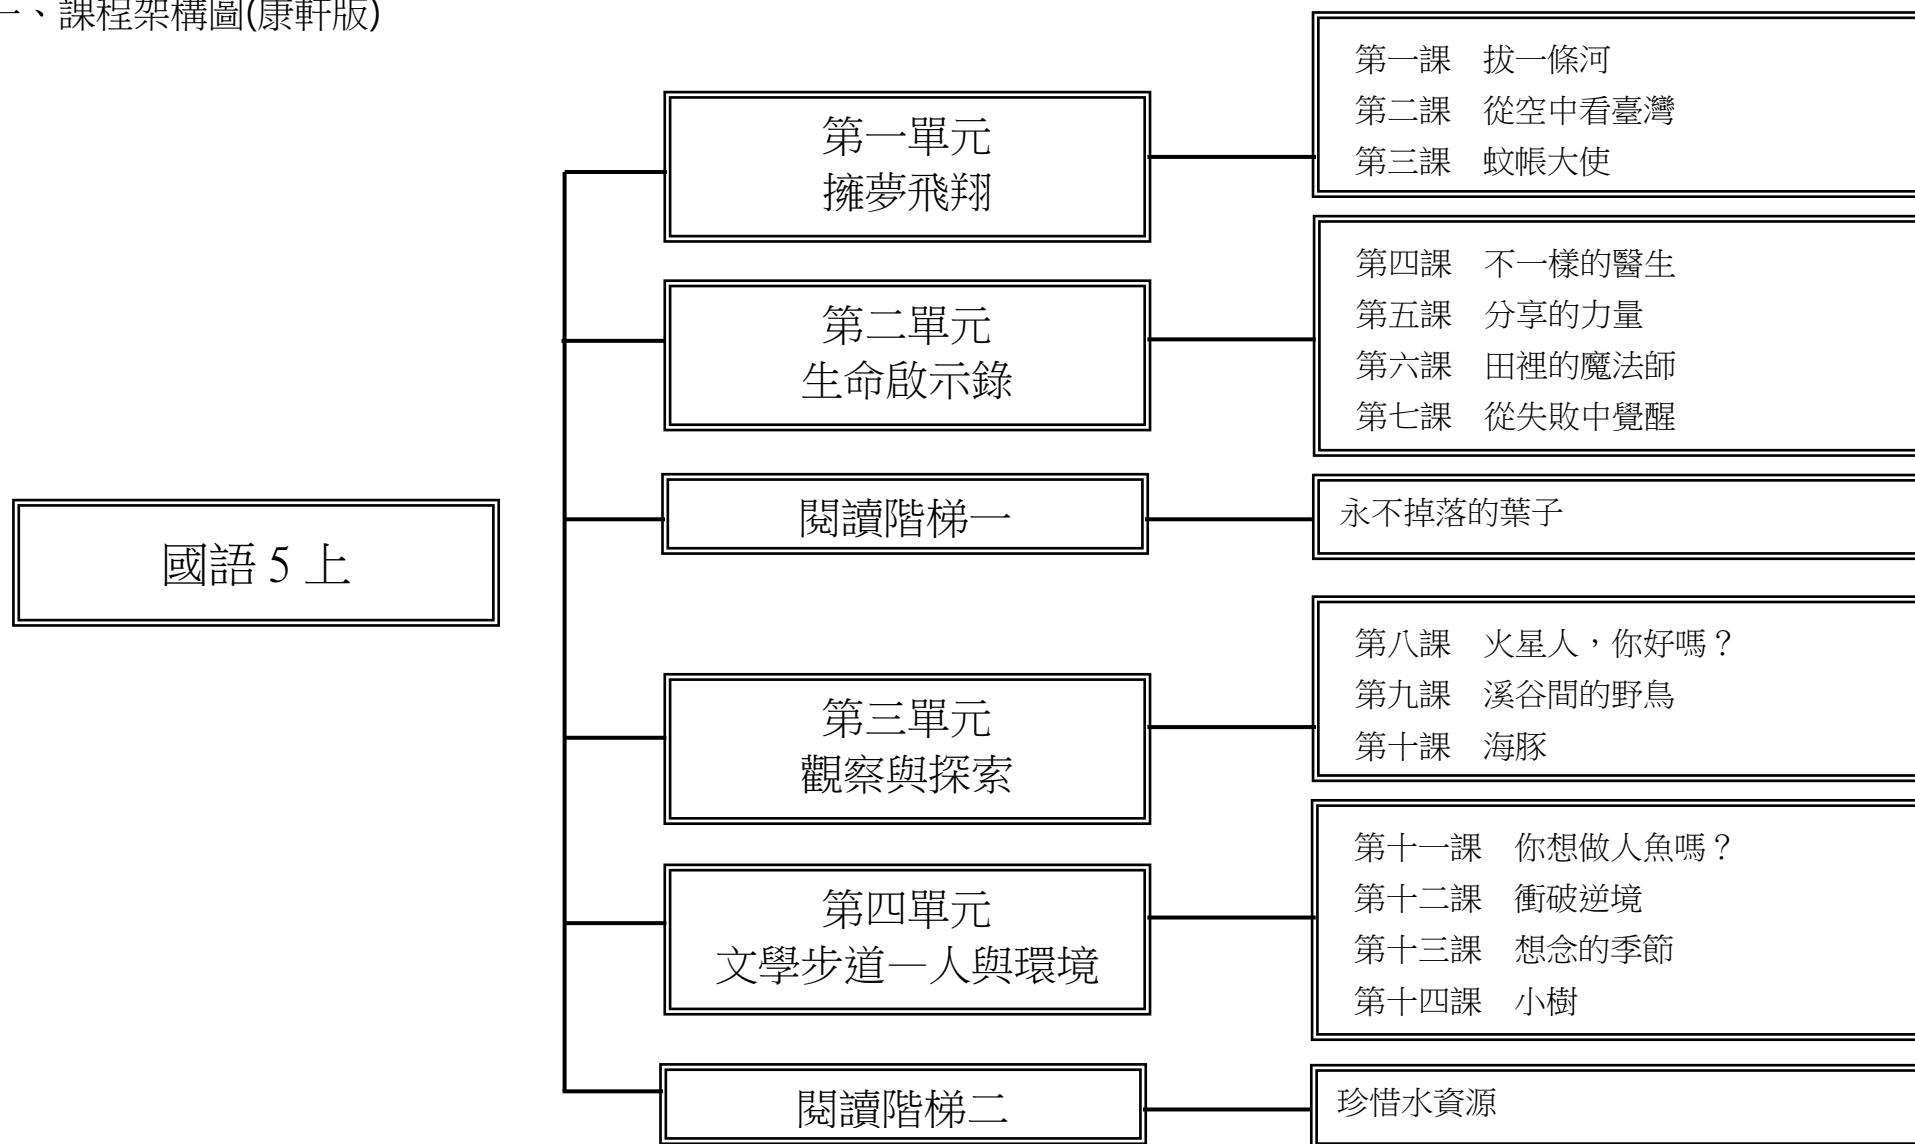 一、課程架構圖(康軒版)
國語 5 上
第一單元
擁夢飛翔
第一課　拔一條河
第二課　從空中看臺灣
第三課　蚊帳大使
第二單元
生命啟示錄
第四課　不一樣的醫生
第五課　分享的力量
第六課　田裡的魔法師
第七課　從失敗中覺醒
閱讀階梯一
永不掉落的葉子
第三單元
觀察與探索
第八課　火星人，你好嗎？
第九課　溪谷間的野鳥
第十課　海豚
第四單元
文學步道—人與環境
第十一課　你想做人魚嗎？
第十二課　衝破逆境
第十三課　想念的季節
第十四課　小樹
閱讀階梯二
珍惜水資源